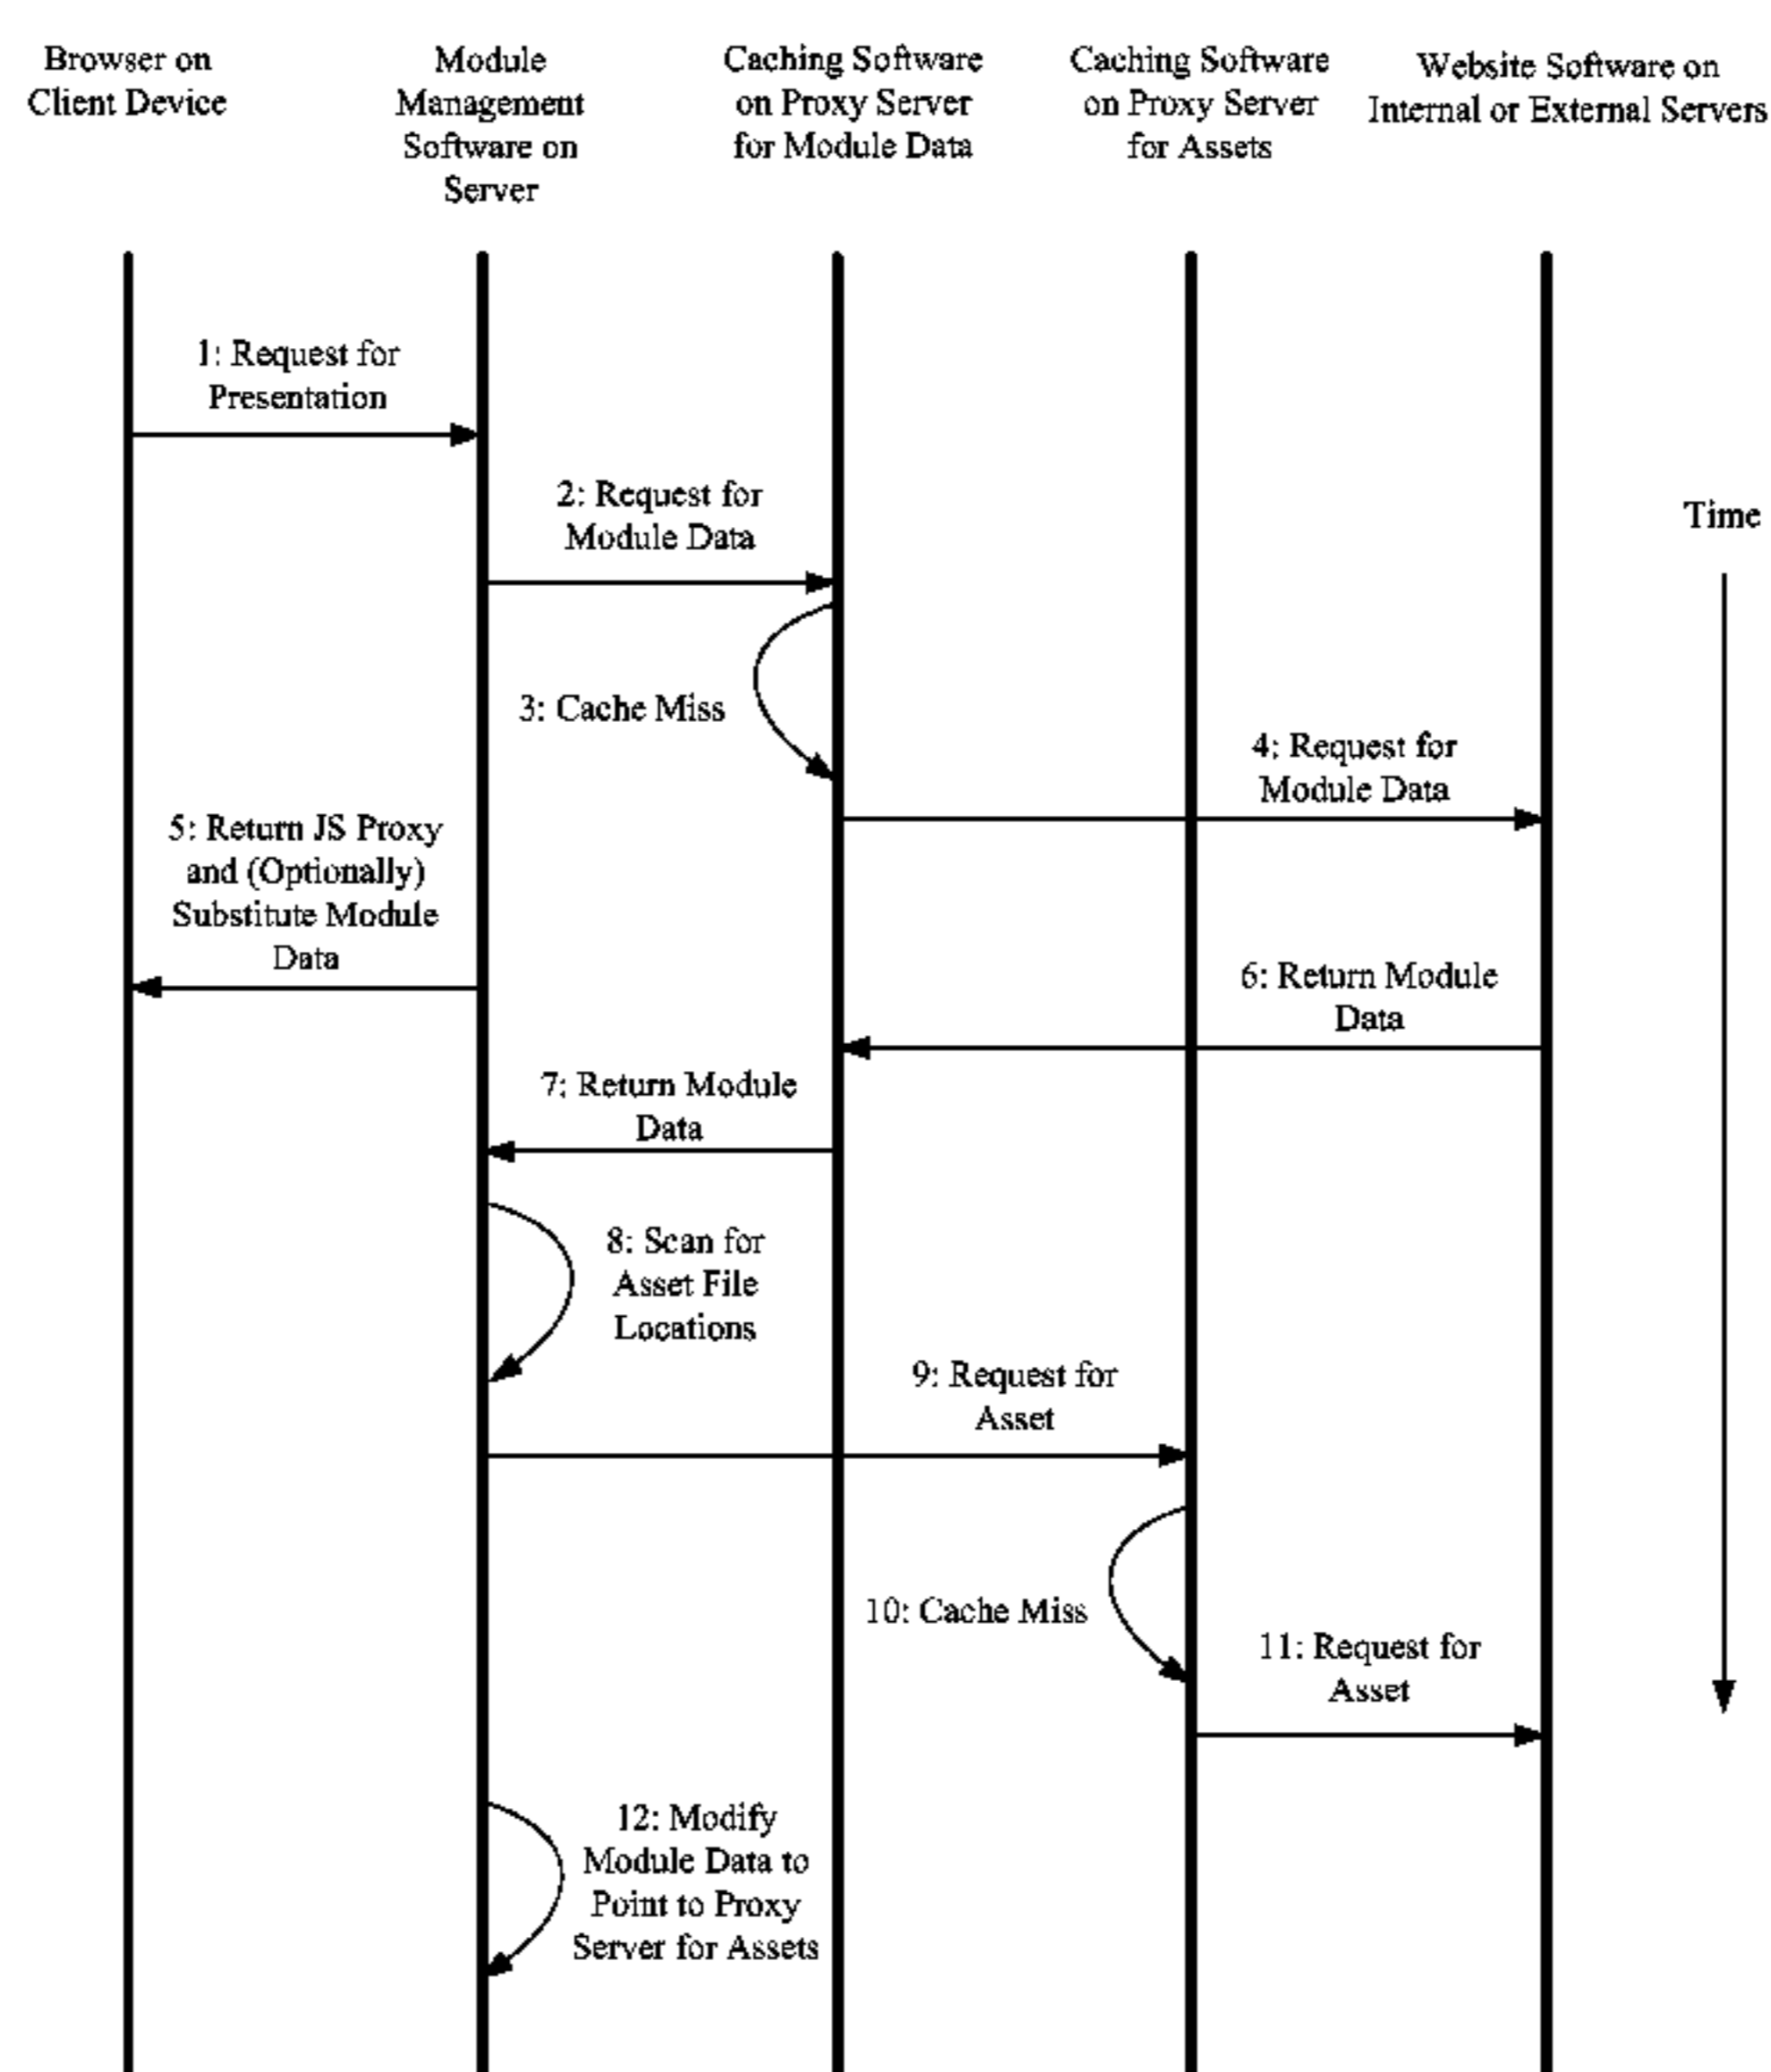 Browser on
Client Device
Module
Management
Software on
Server
Caching Software
on Proxy Server
for Module Data
Caching Software
on Proxy Server
for Assets
Website Software on
Internal or External Servers
1: Request for
Presentation
2: Request for
Module Data
Time
3: Cache Miss
4: Request for
Module Data
5: Return JS Proxy
and (Optionally)
Substitute Module
Data
6: Return Module
Data
7: Return Module
Data
8: Scan for
Asset File
Locations
9: Request for
Asset
10: Cache Miss
11: Request for
Asset
12: Modify
Module Data to
Point to Proxy
Server for Assets